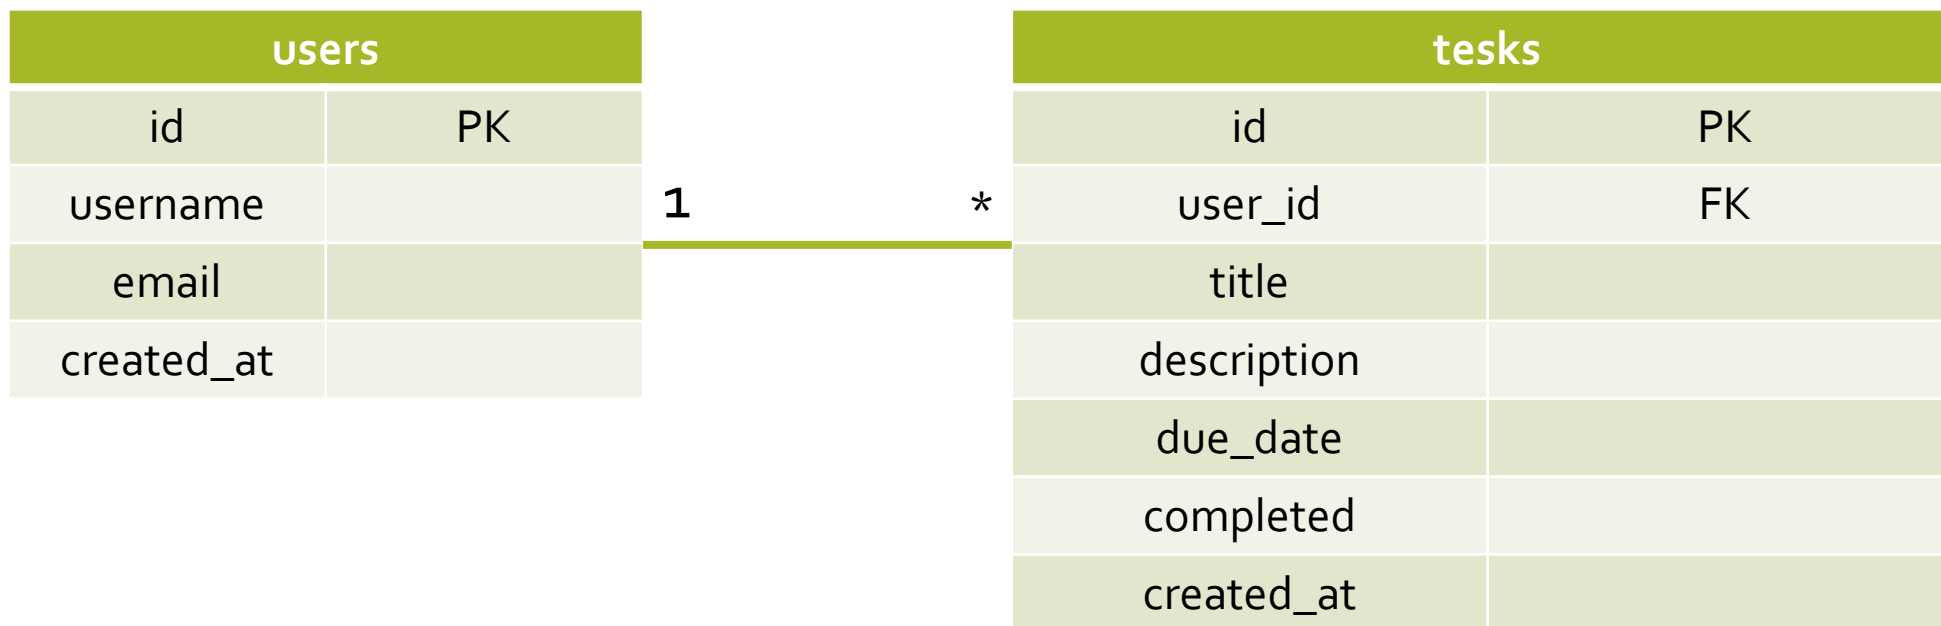 users
id PK
username
email
created_at
1 *
tesks
id PK
user_id FK
title
description
due_date
completed
created_at